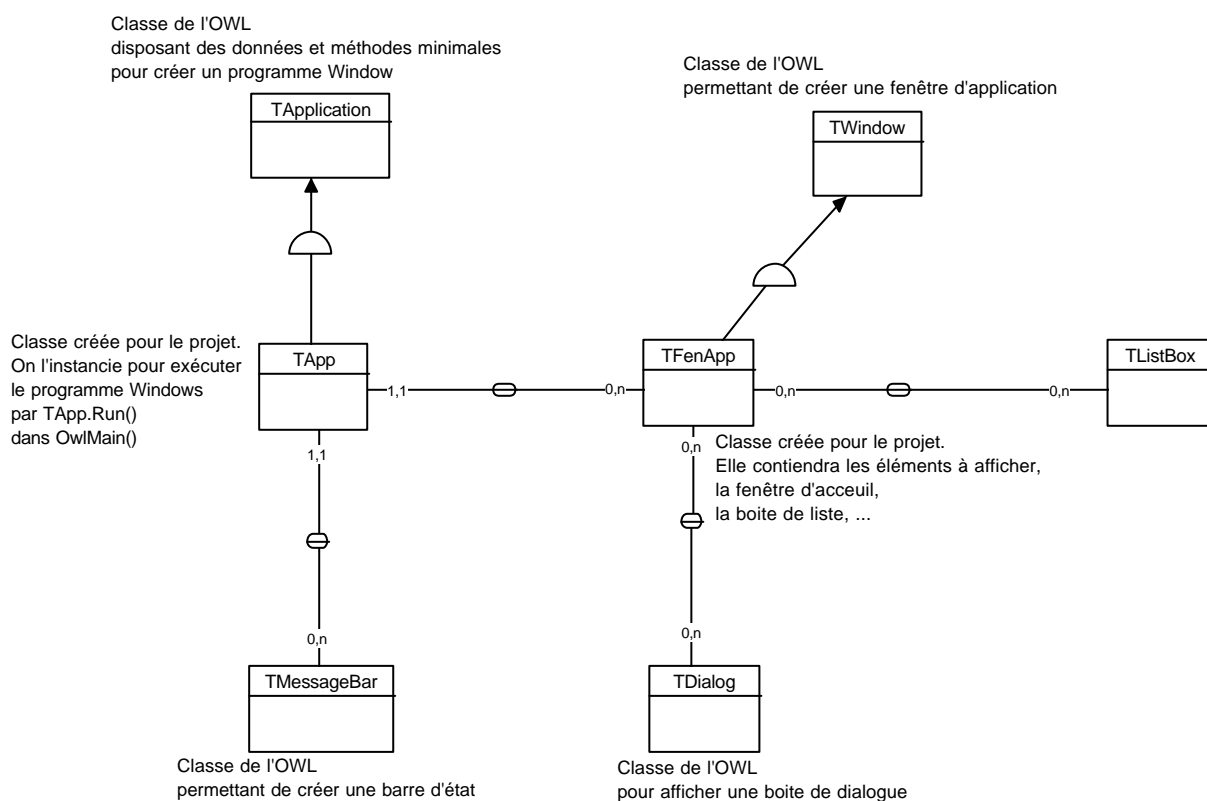 Classe de l'OWL
disposant des données et méthodes minimales
pour créer un programme Window
TApplication
Classe de l'OWL
permettant de créer une fenêtre d'application
TWindow
Classe créée pour le projet.
On l'instancie pour exécuter
le programme Windows
par TApp.Run()
dans OwlMain()
TApp
1,1
0,n
TFenApp
0,n
0,n
TListBox
1,1
0,n
Classe créée pour le projet.
Elle contiendra les éléments à afficher,
la fenêtre d'acceuil,
la boite de liste, ...
0,n
0,n
TMessageBar
TDialog
Classe de l'OWL
permettant de créer une barre d'état
Classe de l'OWL
pour afficher une boite de dialogue